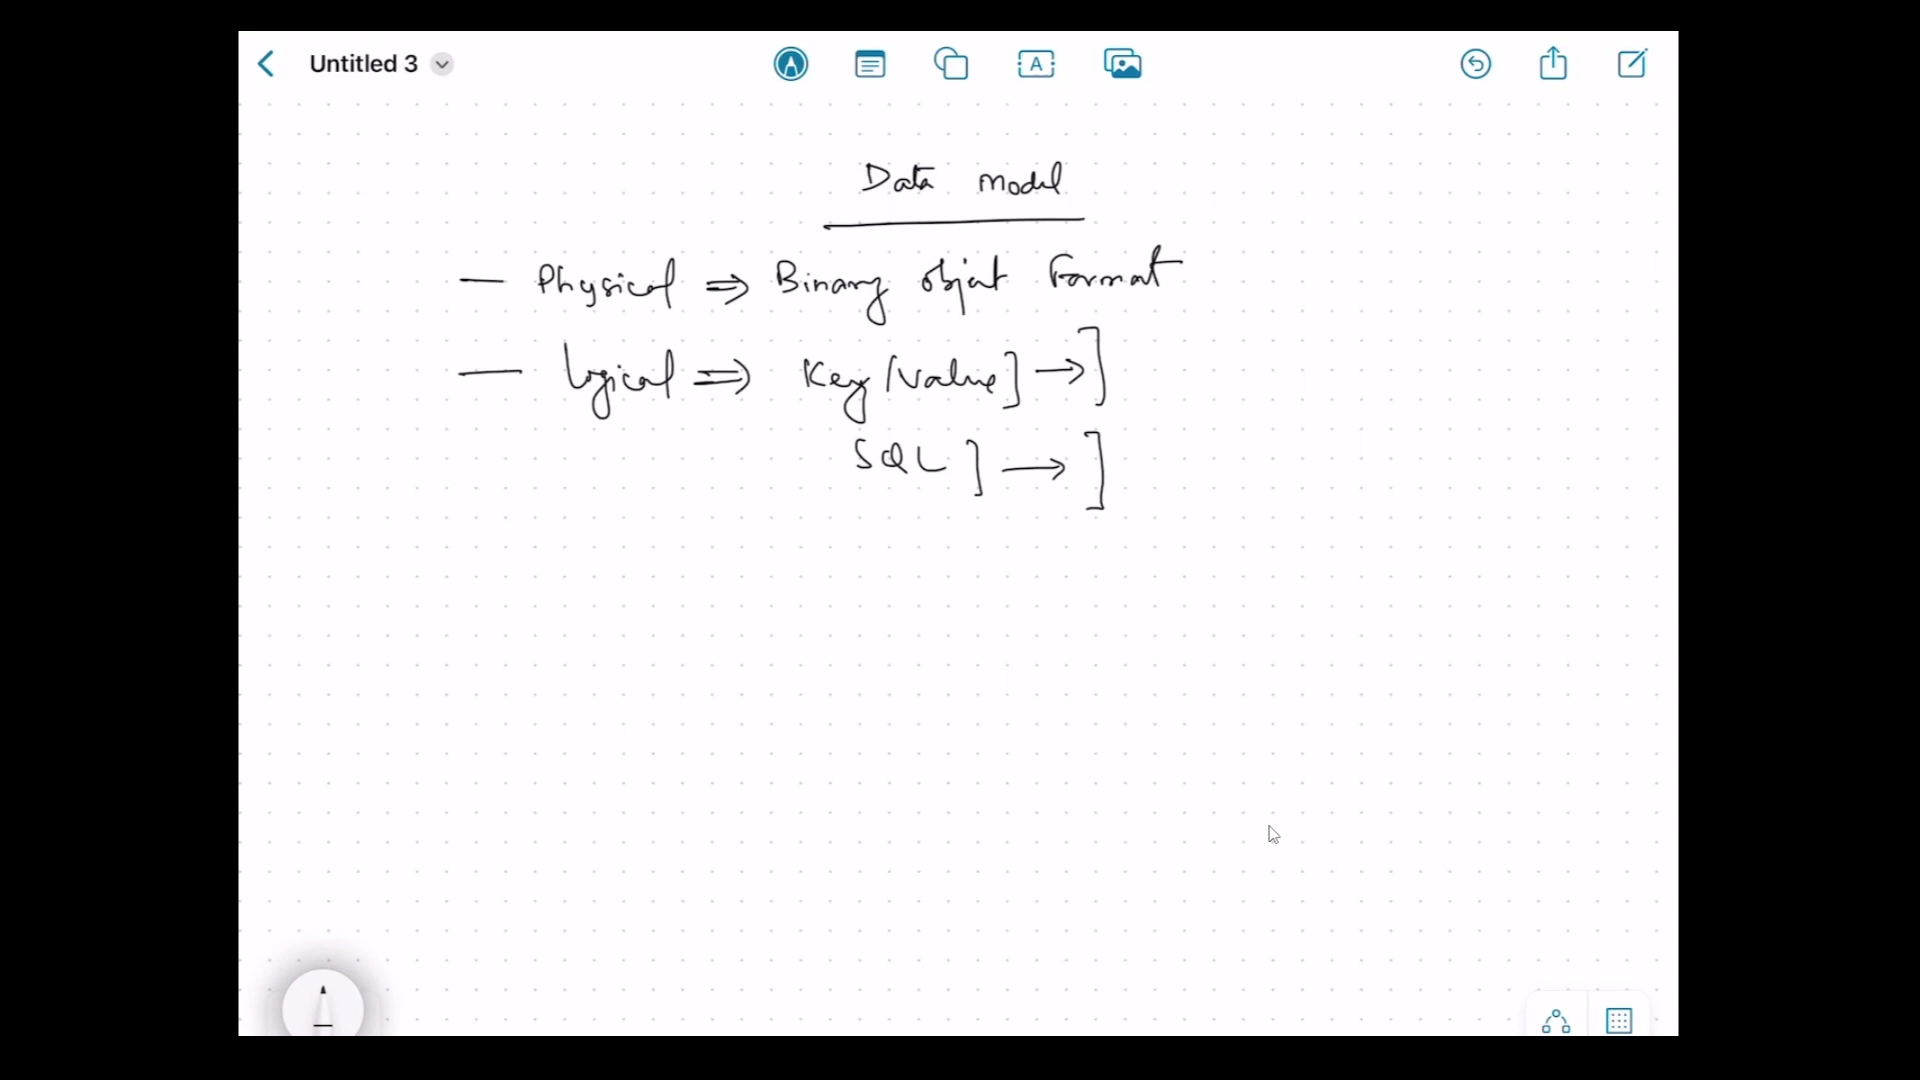 Untitled 3
A
Data Model
— Physical ⇒ Binary object Format
— Logical ⇒ Key/Value] →]
SQL] →]